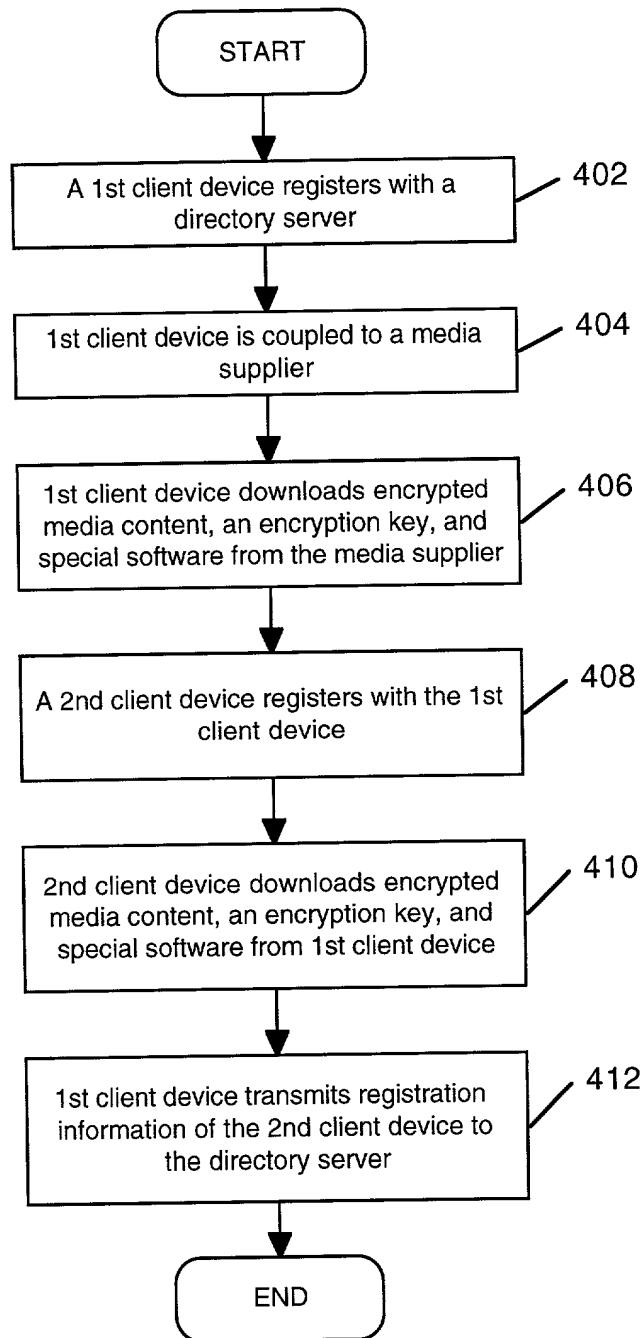 START
A 1st client device registers with a
directory server
402
1st client device is coupled to a media
supplier
404
1st client device downloads encrypted
media content, an encryption key, and
special software from the media supplier
406
A 2nd client device registers with the 1st
client device
408
2nd client device downloads encrypted
media content, an encryption key, and
special software from 1st client device
410
1st client device transmits registration
information of the 2nd client device to
the directory server
412
END